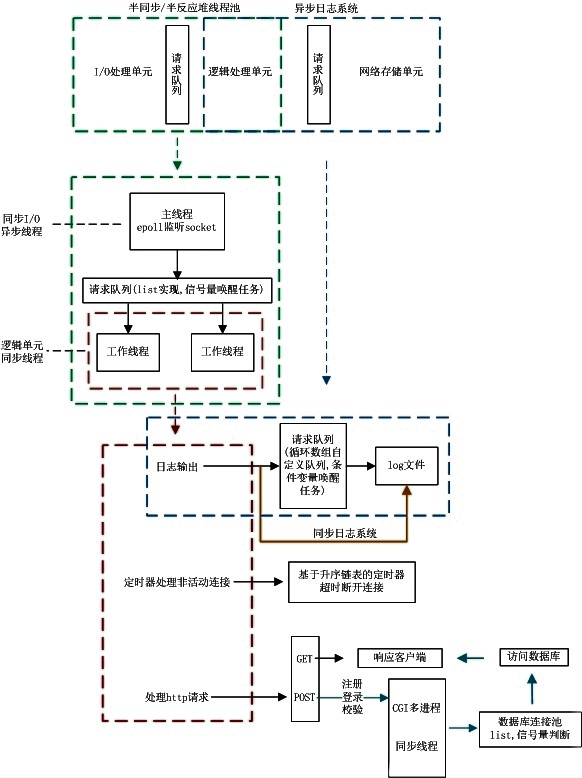 半同步/半反应堆线程池
异步日志系统
I/O处理单元
请求队列
逻辑处理单元
请求队列
网络存储单元
同步I/O
异步线程
主线程
epoll监听socket
请求队列(list实现,信号量唤醒任务)
逻辑单元
同步线程
工作线程
工作线程
日志输出
请求队列
(循环数组自
定义队列,条
件变量唤醒
任务)
log文件
同步日志系统
定时器处理非活动连接
基于升序链表的定时器
超时断开连接
处理http请求
GET
POST
响应客户端
访问数据库
注册
登录
校验
CGI多进程
同步线程
数据库连接池
list,信号量判断